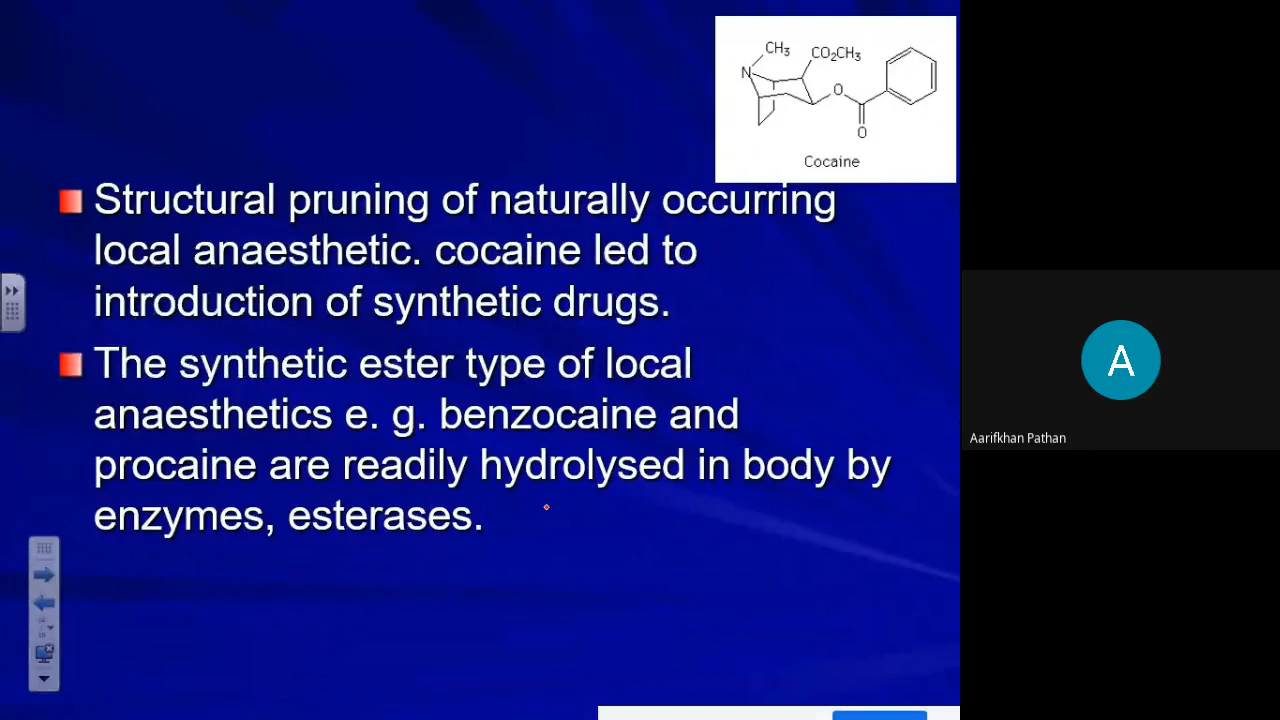 CH3
CO2CH3
N
O
O
Cocaine
Structural pruning of naturally occurring
local anaesthetic. cocaine led to
introduction of synthetic drugs.
The synthetic ester type of local
anaesthetics e. g. benzocaine and
procaine are readily hydrolysed in body by
enzymes, esterases.
A
Aarifkhan Pathan